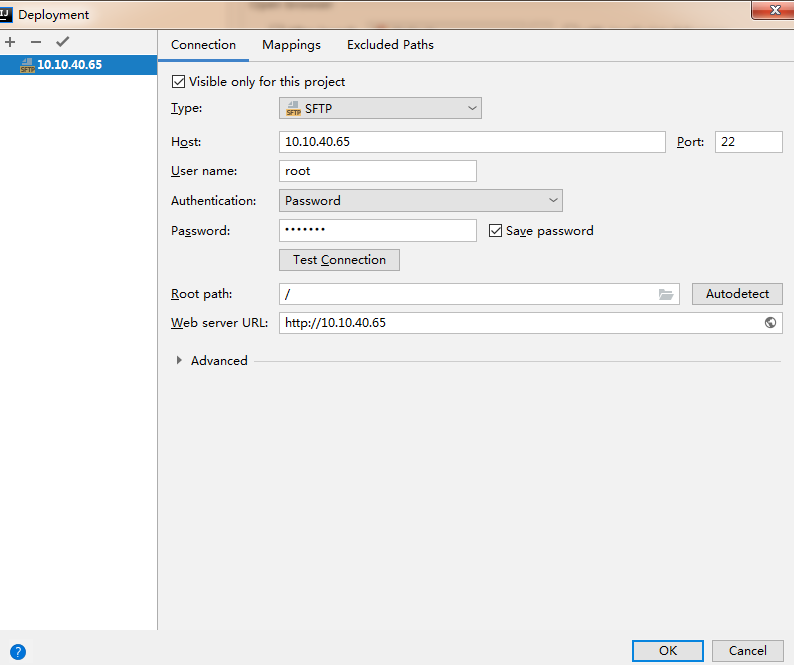 IJ Deployment
10.10.40.65
Connection Mappings Excluded Paths
Visible only for this project
Type: SFTP SFTP
Host: 10.10.40.65 Port: 22
User name: root
Authentication: Password
Password: ••••••• Save password
Test Connection
Root path: / Autodetect
Web server URL: http://10.10.40.65
Advanced
? OK Cancel